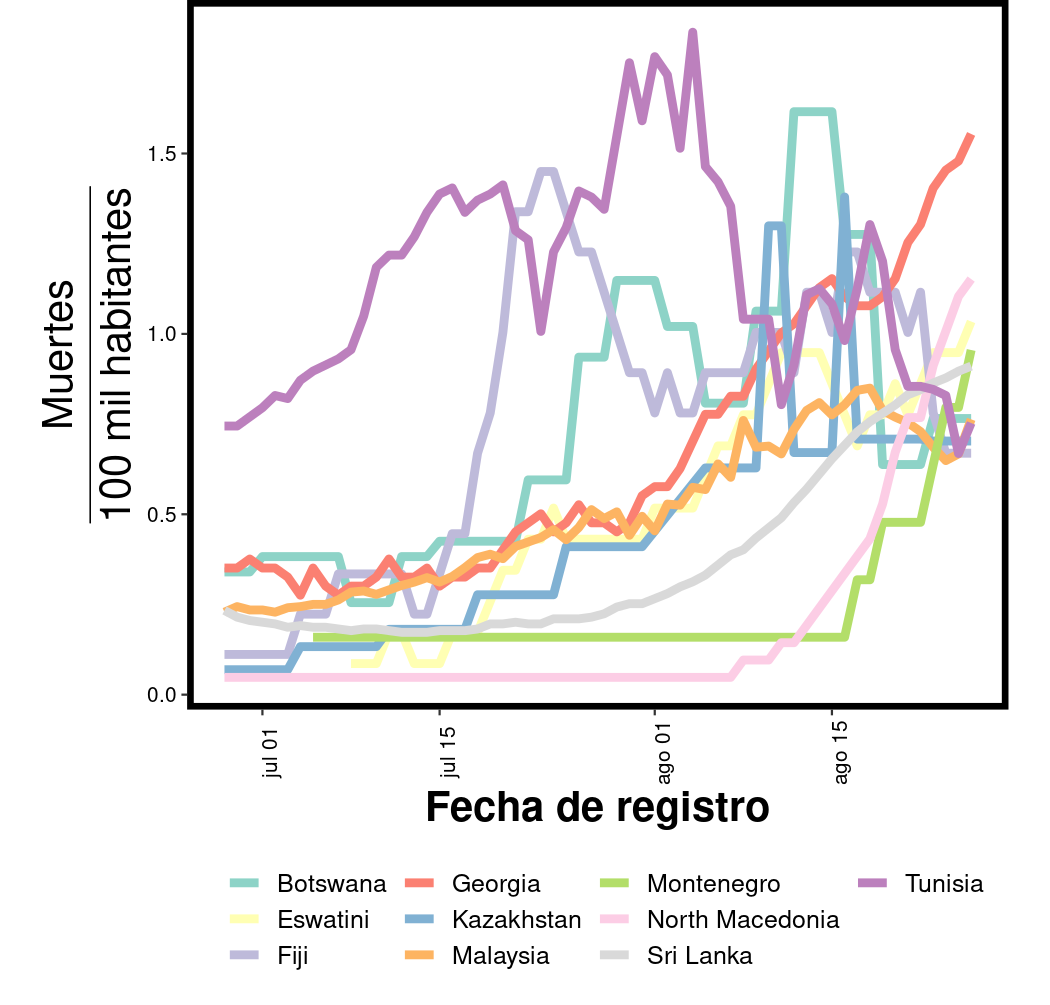 Muertes
100 mil habitantes
1.5
1.0
0.5
0.0
jul 01
jul 15
ago 01
ago 15
Fecha de registro
Botswana
Georgia
Montenegro
Tunisia
Eswatini
Kazakhstan
North Macedonia
Fiji
Malaysia
Sri Lanka